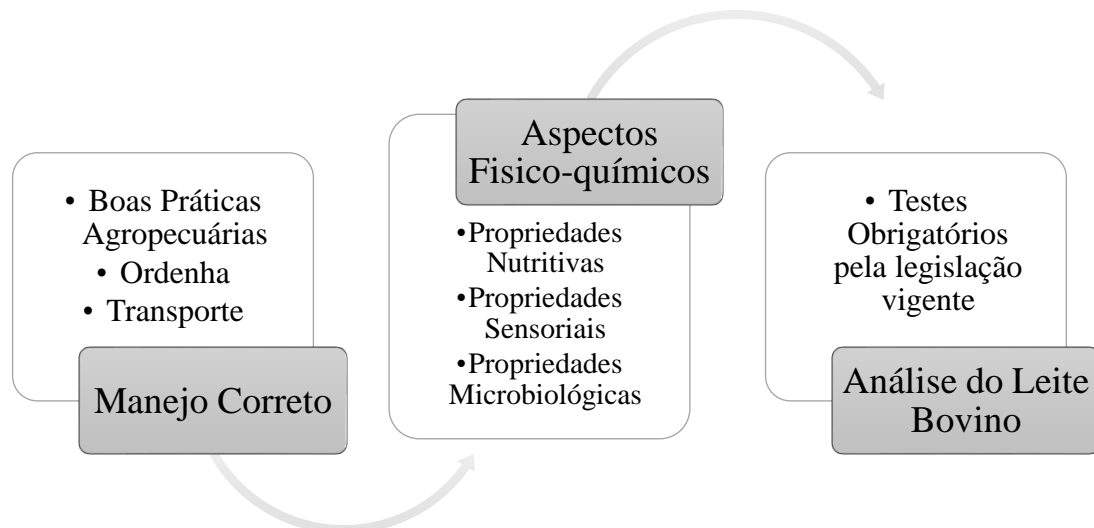 • Boas Práticas
Agropecuárias
• Ordenha
• Transporte
Manejo Correto
Aspectos
Fisico-químicos
•Propriedades
Nutritivas
•Propriedades
Sensoriais
•Propriedades
Microbiológicas
• Testes
Obrigatórios
pela legislação
vigente
Análise do Leite
Bovino